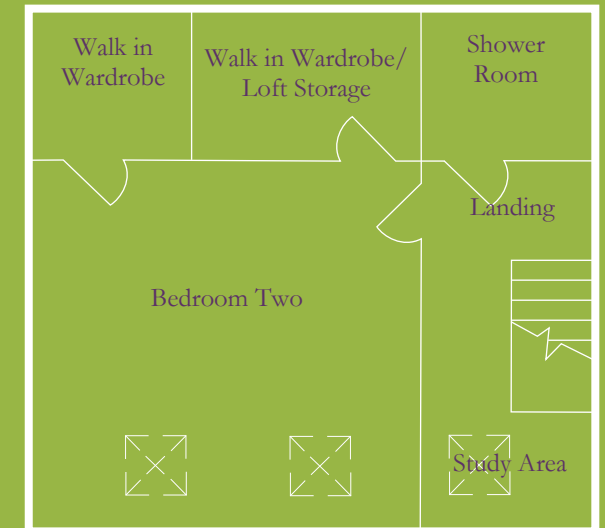 Walk in
Wardrobe
Walk in Wardrobe/
Loft Storage
Shower
Room
Landing
Bedroom Two
Study Area